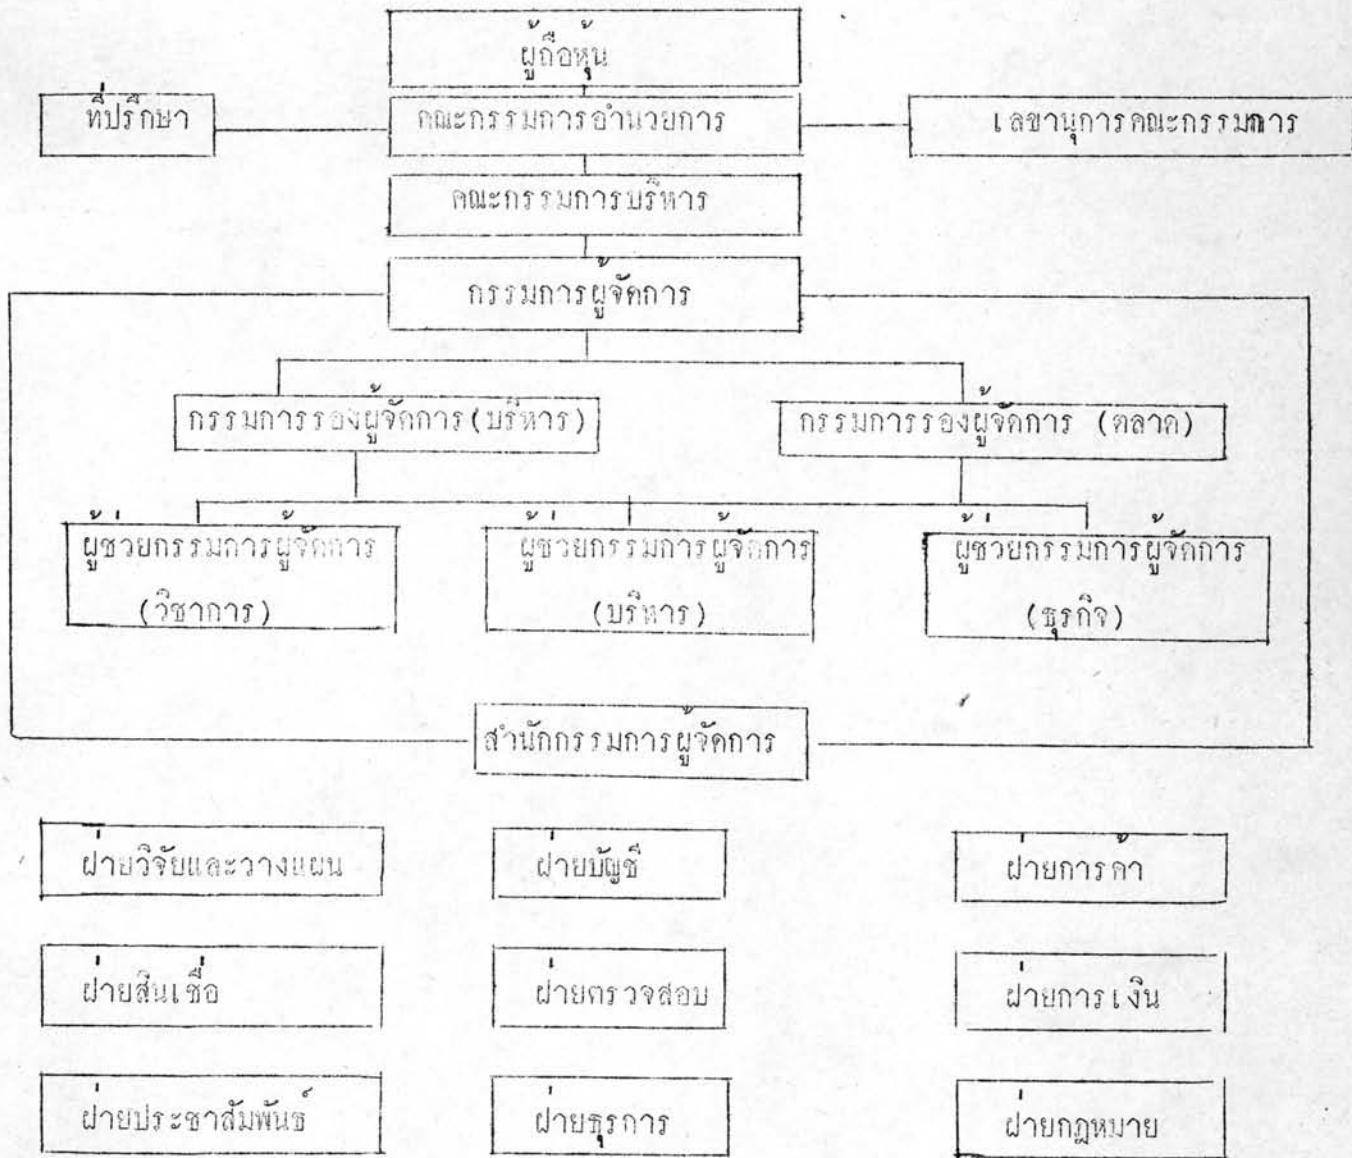 ผู้ถือหุ้น
ที่ปรึกษา
คณะกรรมการอำนวยการ
เลขานุการคณะกรรมการ
คณะกรรมการบริหาร
กรรมการผู้จัดการ
กรรมการรองผู้จัดการ(บริหาร)
กรรมการรองผู้จัดการ (ตลาด)
ผู้ช่วยกรรมการผู้จัดการ
(วิชาการ)
ผู้ช่วยกรรมการผู้จัดการ
(บริหาร)
ผู้ช่วยกรรมการผู้จัดการ
(ธุรกิจ)
สำนักกรรมการผู้จัดการ
ฝ่ายวิจัยและวางแผน
ฝ่ายบัญชี
ฝ่ายการค้า
ฝ่ายสินเชื่อ
ฝ่ายตรวจสอบ
ฝ่ายการเงิน
ฝ่ายประชาสัมพันธ์
ฝ่ายธุรการ
ฝ่ายกฎหมาย